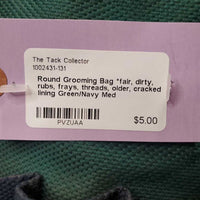 The Tack Collector
1002431-131
Round Grooming Bag *fair, dirty,
rubs, frays, threads, older, cracked
lining Green/Navy Med
PVZUAA
$5.00